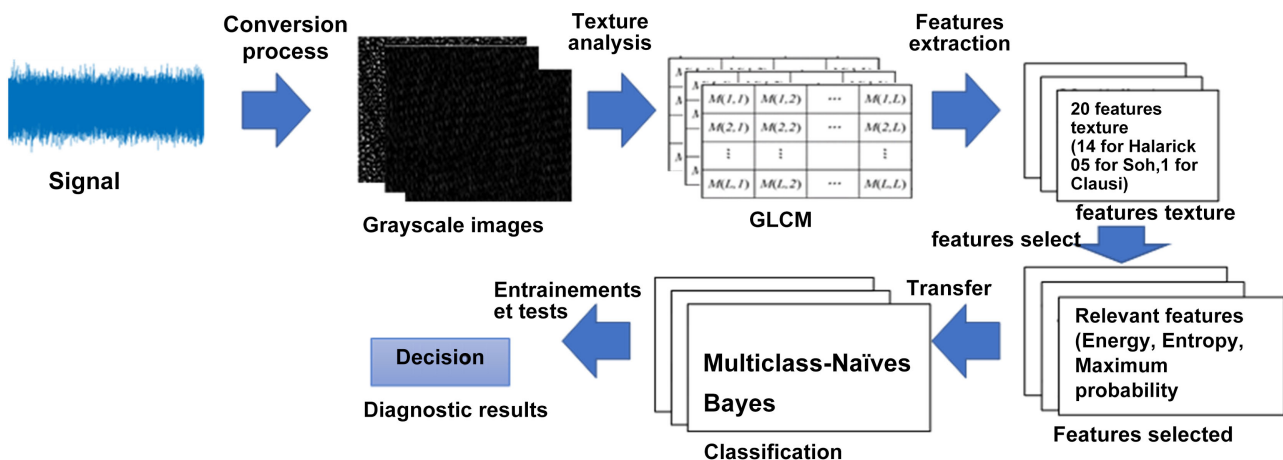 Conversion
process
Texture
analysis
Features
extraction
Signal
Grayscale images
M(1,1) M(1,2) ... M(1,L)
M(2,1) M(2,2) ... M(2,L)
⋮ ⋮ ⋮
M(L,1) M(L,2) ... M(L,L)
GLCM
20 features
texture
(14 for Halarick
05 for Soh,1 for
Clausi)
features texture
features select
Relevant features
(Energy, Entropy,
Maximum
probability
Features selected
Transfer
Multiclass-Naïves
Bayes
Classification
Entrainements
et tests
Decision
Diagnostic results